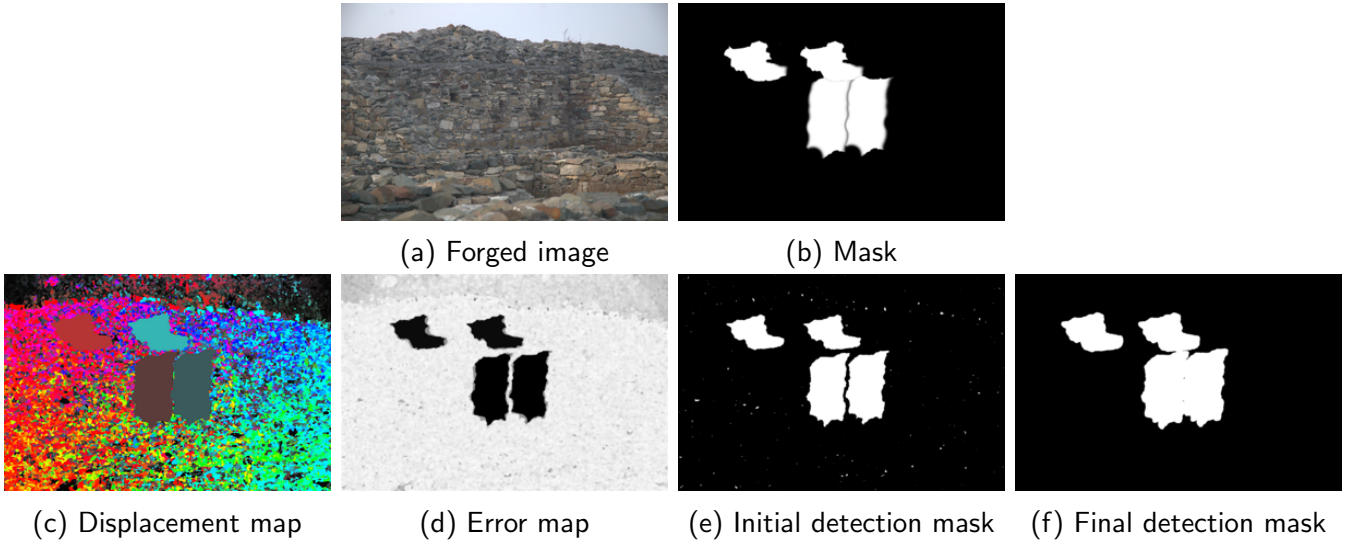 (a) Forged image
(b) Mask
(c) Displacement map
(d) Error map
(e) Initial detection mask
(f) Final detection mask